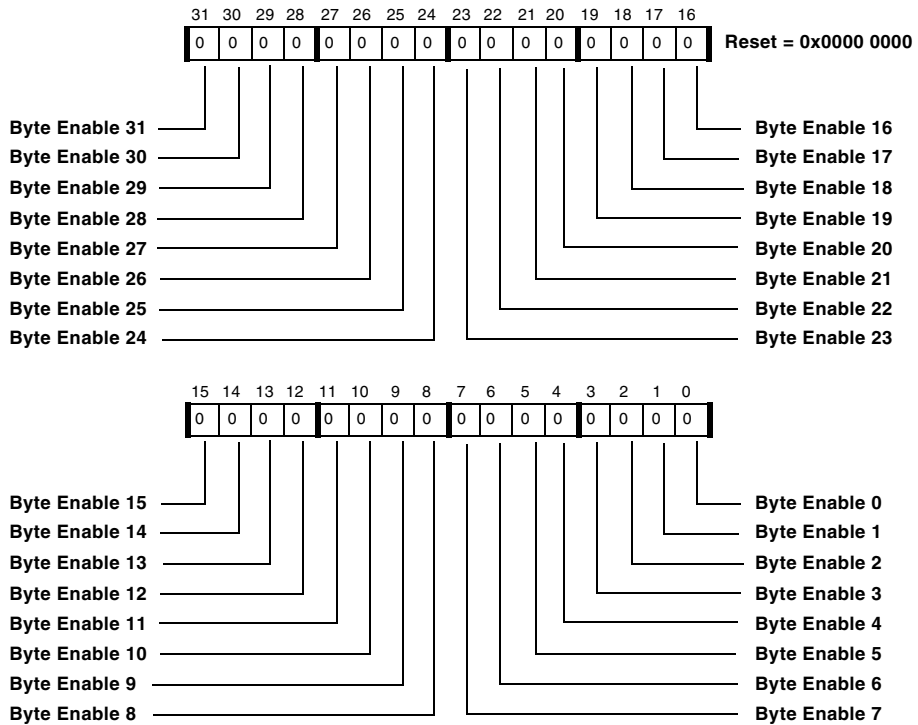 31 30 29 28 27 26 25 24 23 22 21 20 19 18 17 16
0 0 0 0 0 0 0 0 0 0 0 0 0 0 0 0 Reset = 0x0000 0000
Byte Enable 31 Byte Enable 16
Byte Enable 30 Byte Enable 17
Byte Enable 29 Byte Enable 18
Byte Enable 28 Byte Enable 19
Byte Enable 27 Byte Enable 20
Byte Enable 26 Byte Enable 21
Byte Enable 25 Byte Enable 22
Byte Enable 24 Byte Enable 23
15 14 13 12 11 10 9 8 7 6 5 4 3 2 1 0
0 0 0 0 0 0 0 0 0 0 0 0 0 0 0 0
Byte Enable 15 Byte Enable 0
Byte Enable 14 Byte Enable 1
Byte Enable 13 Byte Enable 2
Byte Enable 12 Byte Enable 3
Byte Enable 11 Byte Enable 4
Byte Enable 10 Byte Enable 5
Byte Enable 9 Byte Enable 6
Byte Enable 8 Byte Enable 7